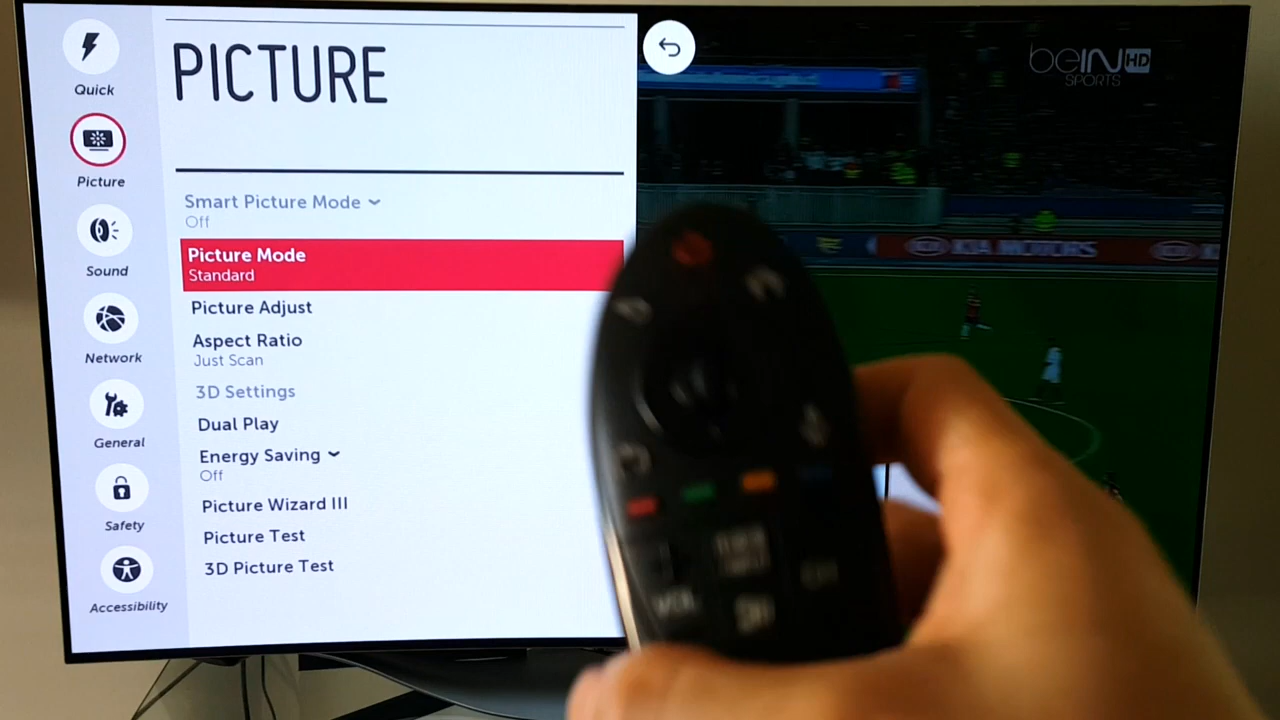 Quick
Picture
Sound
Network
General
Safety
Accessibility
PICTURE
Smart Picture Mode
Off
Picture Mode
Standard
Picture Adjust
Aspect Ratio
Just Scan
3D Settings
Dual Play
Energy Saving
Off
Picture Wizard III
Picture Test
3D Picture Test
beIN HD
SPORTS
KIA MOTORS
KIA
VOL